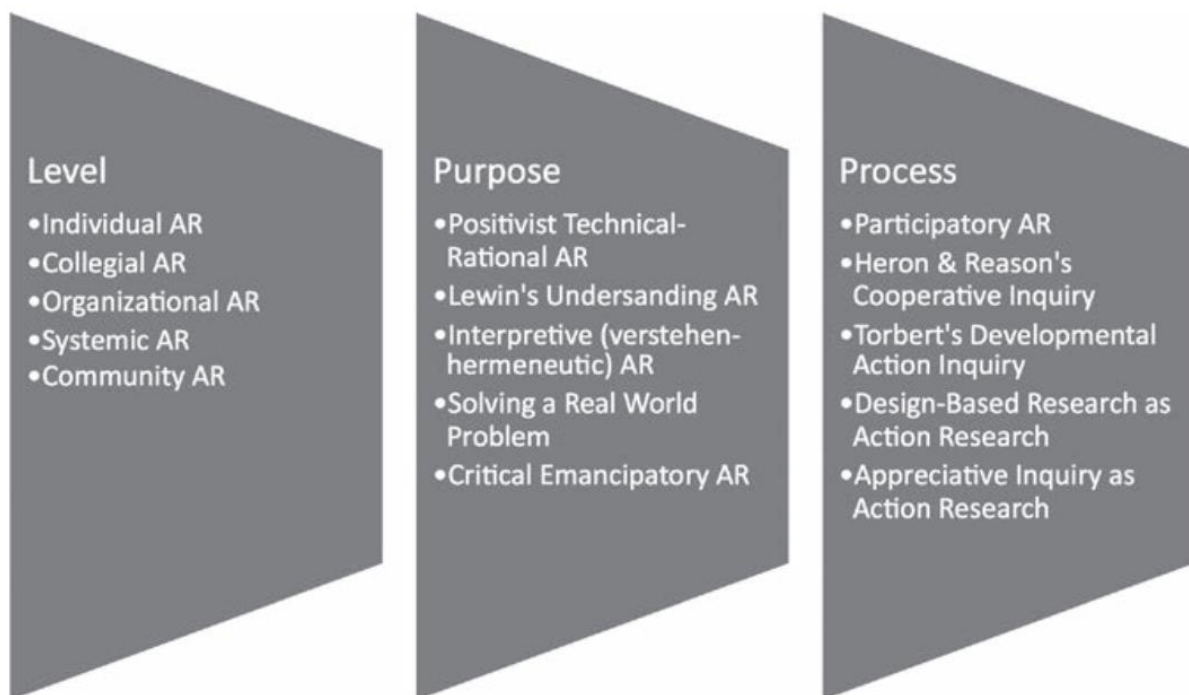 Level
•Individual AR
•Collegial AR
•Organizational AR
•Systemic AR
•Community AR
Purpose
•Positivist Technical-
Rational AR
•Lewin's Undersanding AR
•Interpretive (verstehen-
hermeneutic) AR
•Solving a Real World
Problem
•Critical Emancipatory AR
Process
•Participatory AR
•Heron & Reason's
Cooperative Inquiry
•Torbert's Developmental
Action Inquiry
•Design-Based Research as
Action Research
•Appreciative Inquiry as
Action Research